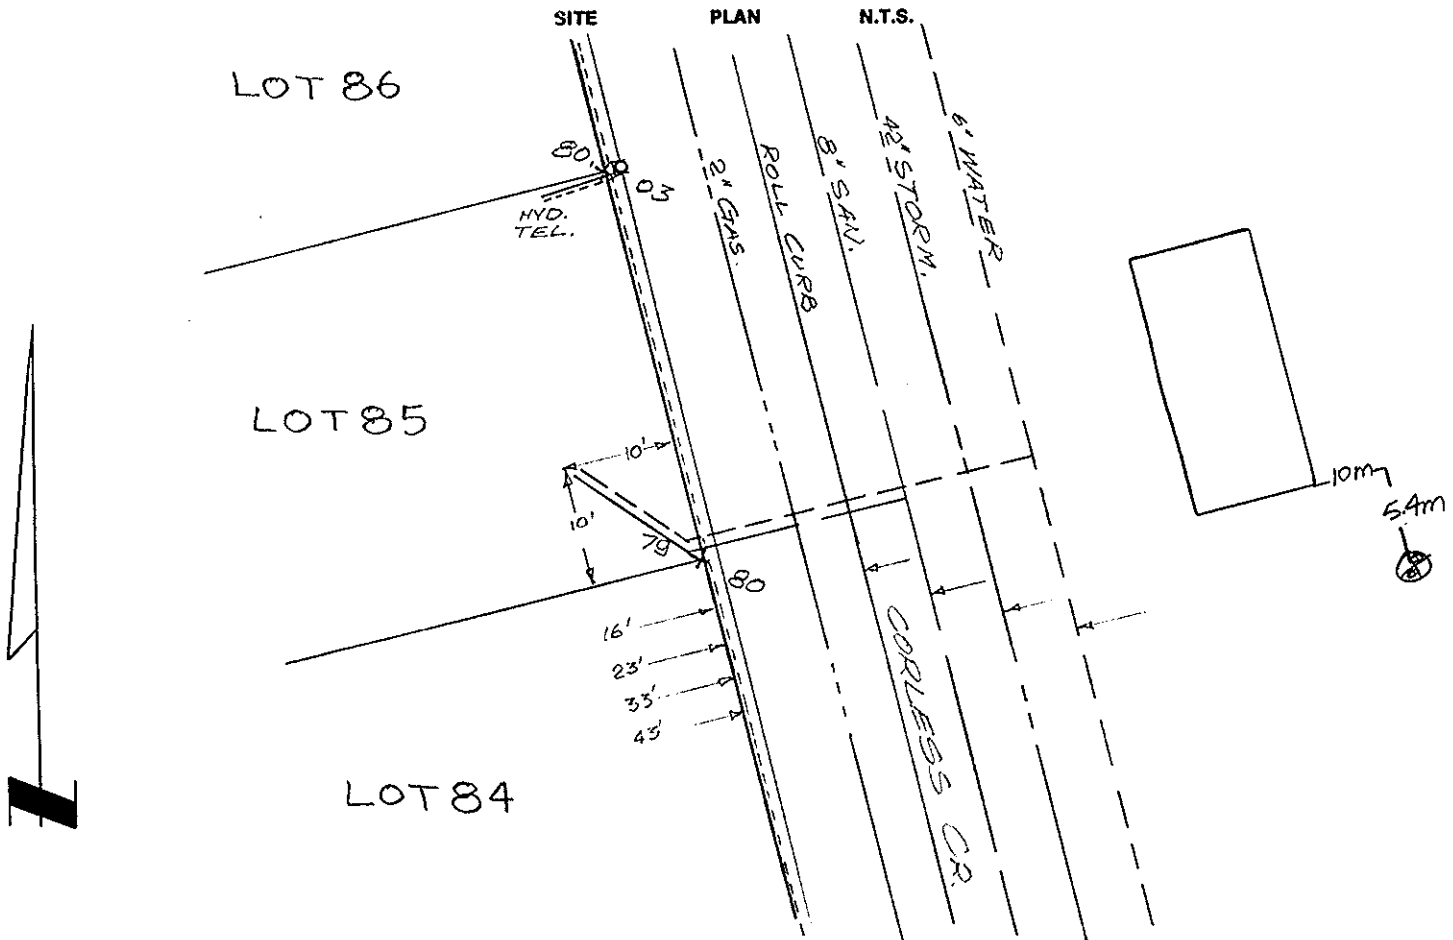 SITE PLAN N.T.S.
LOT 86
80.
03
HYD.
TEL.
2" GAS.
ROLL CURB
8" SAN.
42" STORM.
6" WATER
LOT 85
10'
10'
79
80
10m
5.4m
16'
23'
33'
43'
CORLESS CR.
LOT 84